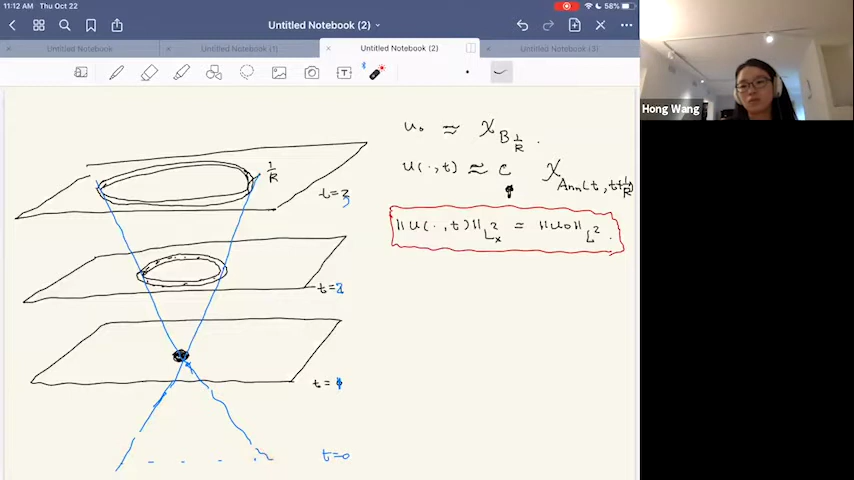 11:12 AM Thu Oct 22
58%
Untitled Notebook (2)
Untitled Notebook
Untitled Notebook (1)
Untitled Notebook (2)
Untitled Notebook (3)
Hong Wang
u₀ ≈ χ_{B_{1/R}}.
u(·,t) ≈ c χ_{Ann(t, t+1/R)}
‖u(·,t)‖_{L²_x} = ‖u₀‖_{L²}.
1/R
t=3
t=2
t=1
t=0